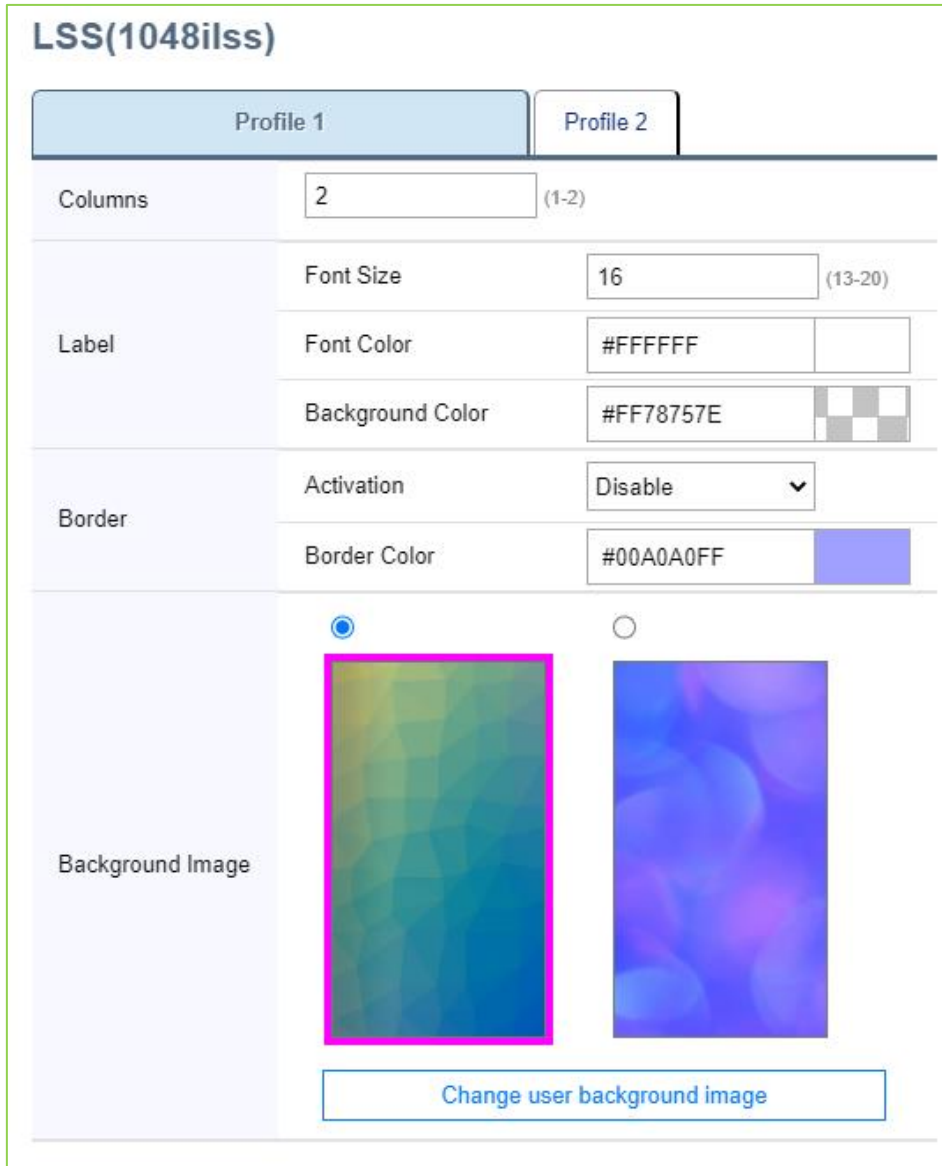 LSS(1048ilss)
Profile 1 Profile 2
Columns 2 (1-2)
Label
Font Size 16 (13-20)
Font Color #FFFFFF
Background Color #FF78757E
Border
Activation Disable
Border Color #00A0A0FF
Background Image
Change user background image